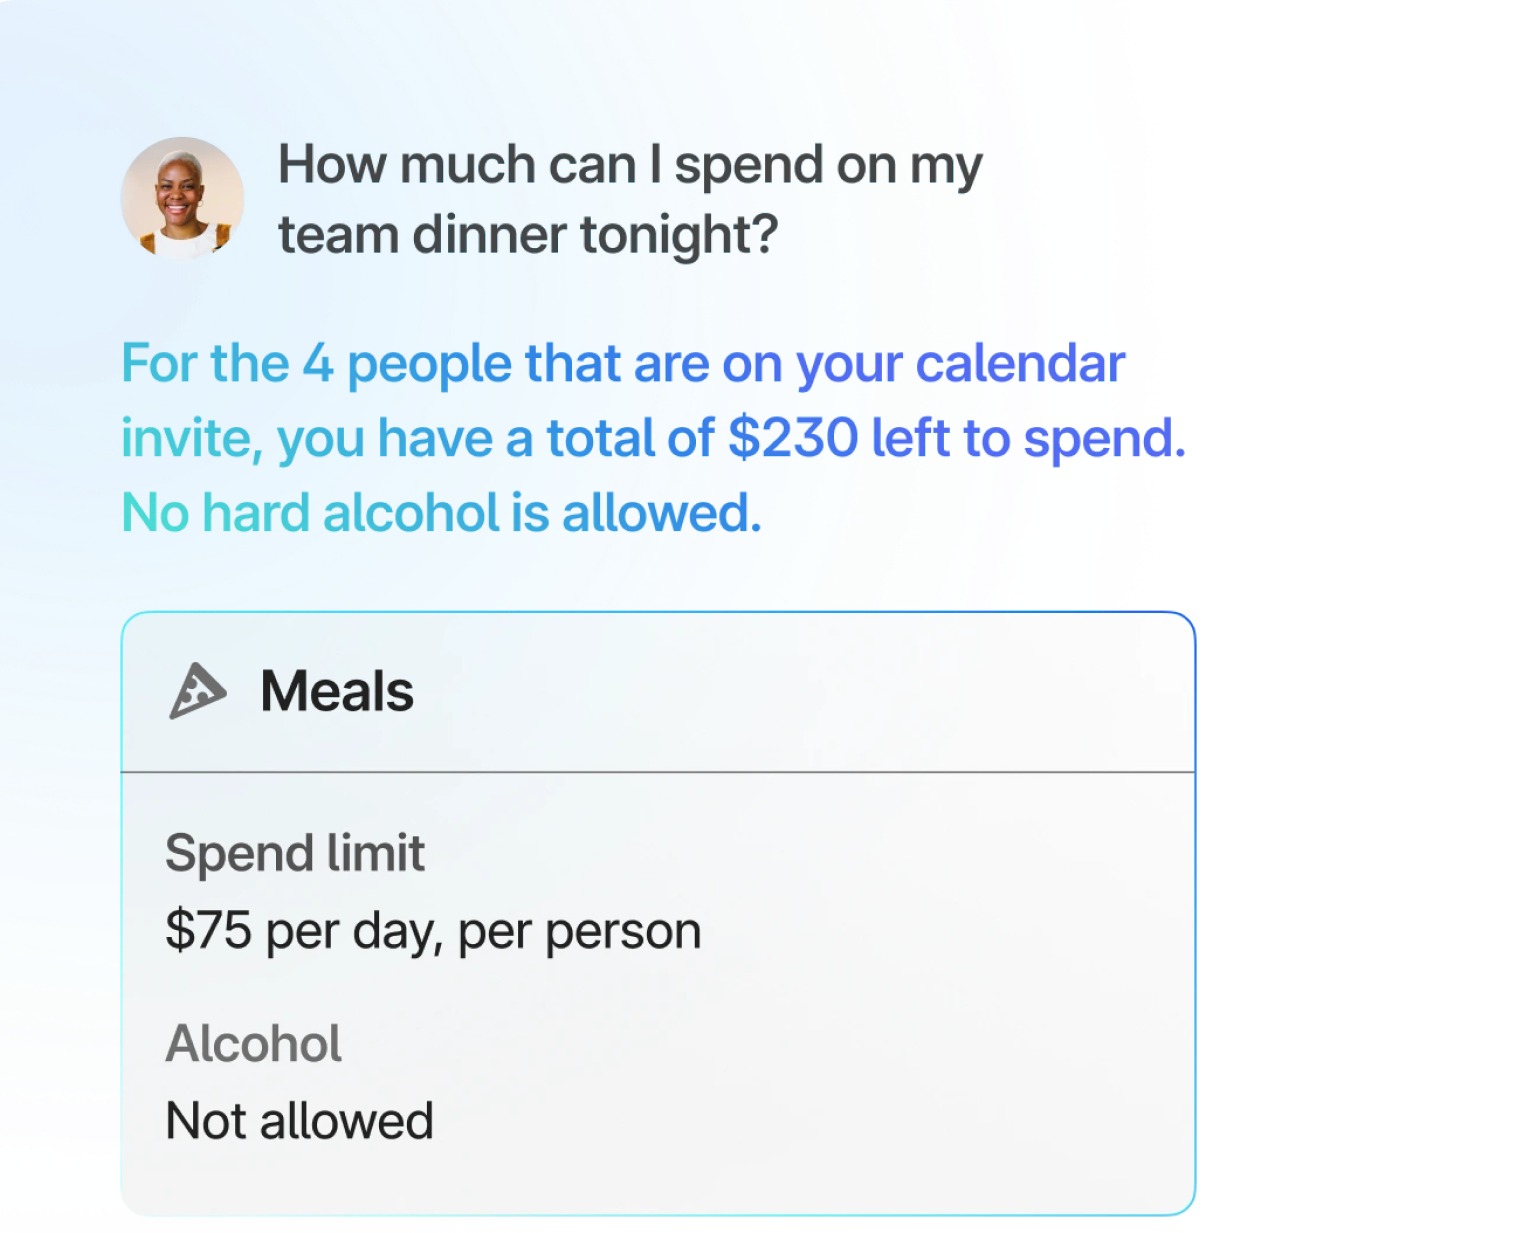 How much can I spend on my
team dinner tonight?
For the 4 people that are on your calendar
invite, you have a total of $230 left to spend.
No hard alcohol is allowed.
Meals
Spend limit
$75 per day, per person
Alcohol
Not allowed